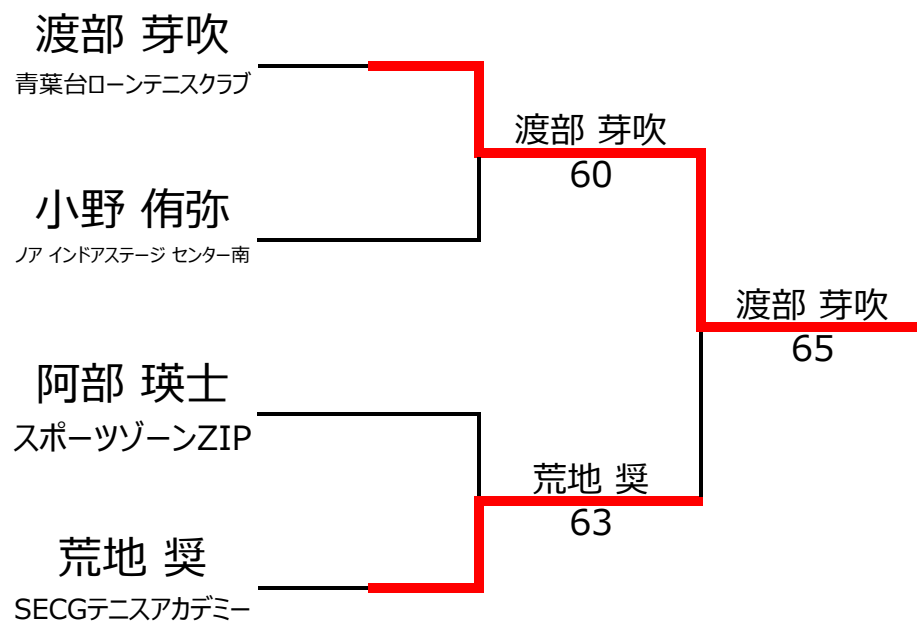 渡部 芽吹
青葉台ローンテニスクラブ
渡部 芽吹
60
小野 侑弥
ノア インドアステージ センター南
渡部 芽吹
65
阿部 瑛士
スポーツゾーンZIP
荒地 奨
63
荒地 奨
SECGテニスアカデミー